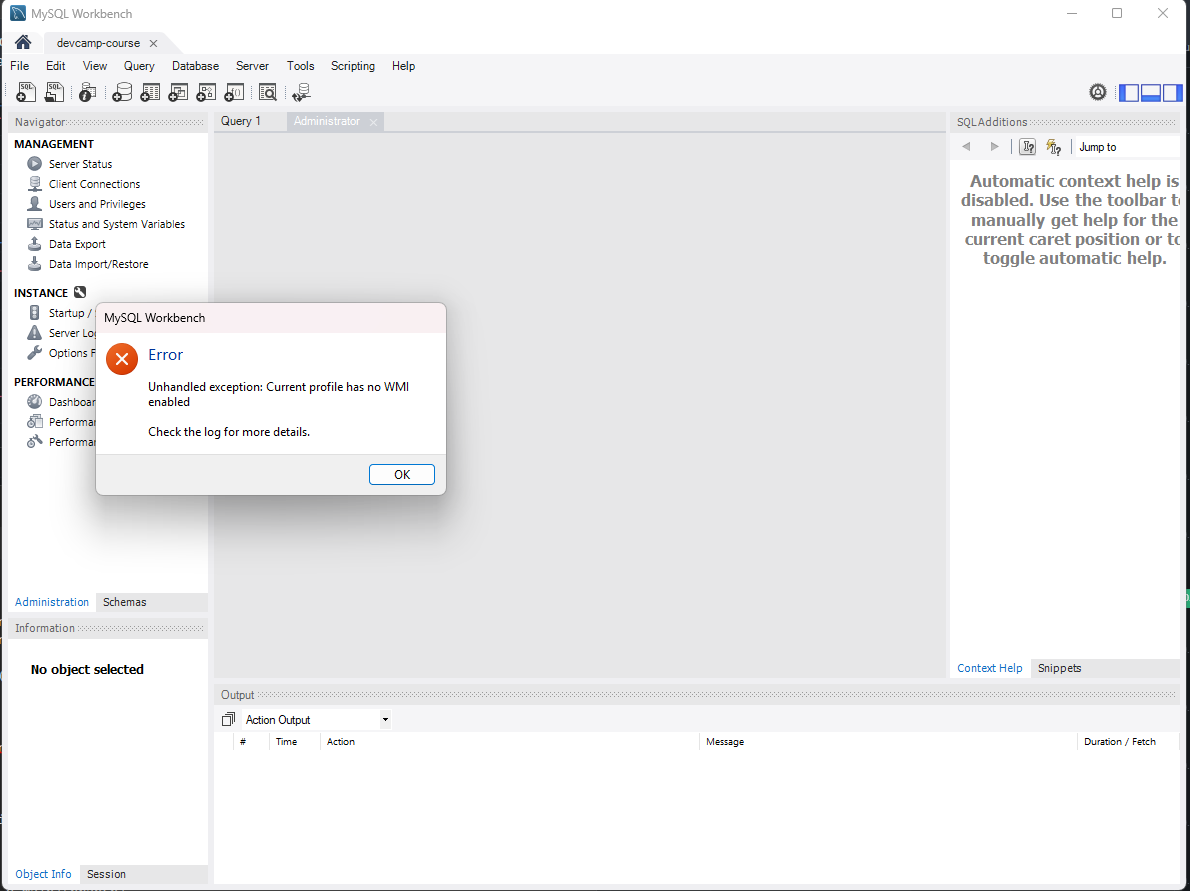 MySQL Workbench
devcamp-course
File Edit View Query Database Server Tools Scripting Help
Navigator
MANAGEMENT
Server Status
Client Connections
Users and Privileges
Status and System Variables
Data Export
Data Import/Restore
INSTANCE
Startup /
Server Log
Options F
PERFORMANCE
Dashboar
Performa
Performa
Administration Schemas
Information
No object selected
Object Info Session
Query 1 Administrator
MySQL Workbench
Error
Unhandled exception: Current profile has no WMI
enabled
Check the log for more details.
OK
Output
Action Output
# Time Action Message Duration / Fetch
SQLAdditions
Jump to
Automatic context help is
disabled. Use the toolbar to
manually get help for the
current caret position or to
toggle automatic help.
Context Help Snippets